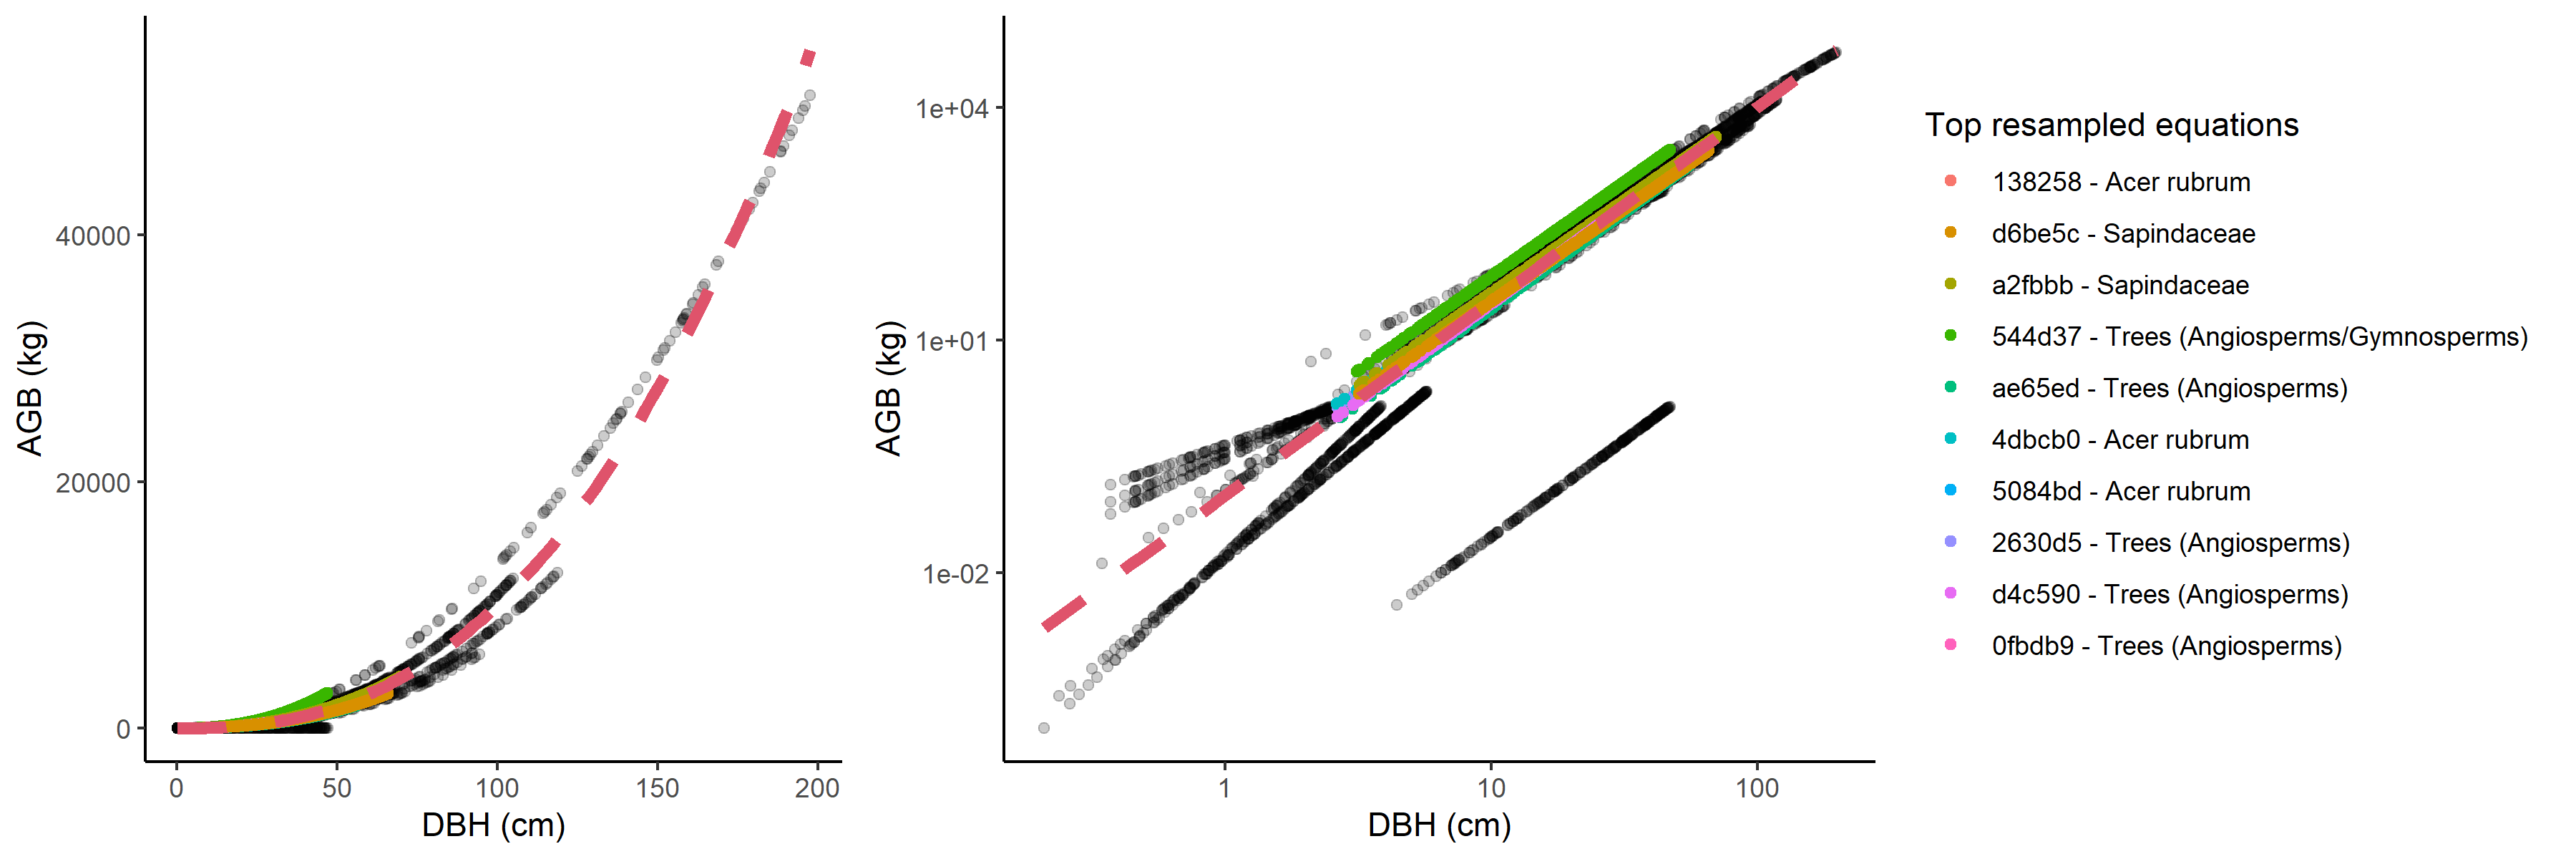 AGB (kg)
40000
20000
0
0 50 100 150 200
DBH (cm)
AGB (kg)
1e+04
1e+01
1e-02
1 10 100
DBH (cm)
Top resampled equations
138258 - Acer rubrum
d6be5c - Sapindaceae
a2fbbb - Sapindaceae
544d37 - Trees (Angiosperms/Gymnosperms)
ae65ed - Trees (Angiosperms)
4dbcb0 - Acer rubrum
5084bd - Acer rubrum
2630d5 - Trees (Angiosperms)
d4c590 - Trees (Angiosperms)
0fbdb9 - Trees (Angiosperms)